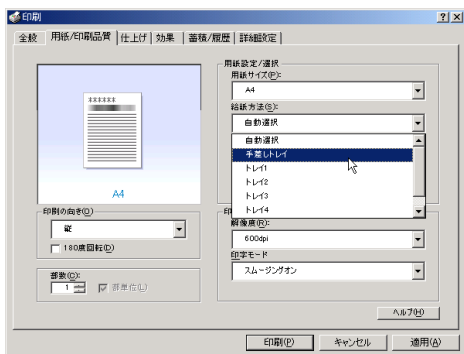 印刷
全般 用紙/印刷品質 仕上げ 効果 蓄積/履歴 詳細設定
用紙設定/選択
用紙サイズ(P):
A4
給紙方法(S):
自動選択
自動選択
手差しトレイ
トレイ1
トレイ2
トレイ3
トレイ4
******
A4
印刷の向き(O)
縦
180度回転(D)
部数(C):
1 部単位(L)
解像度(R):
600dpi
印字モード
スムージングオン
ヘルプ(H)
印刷(P) キャンセル 適用(A)